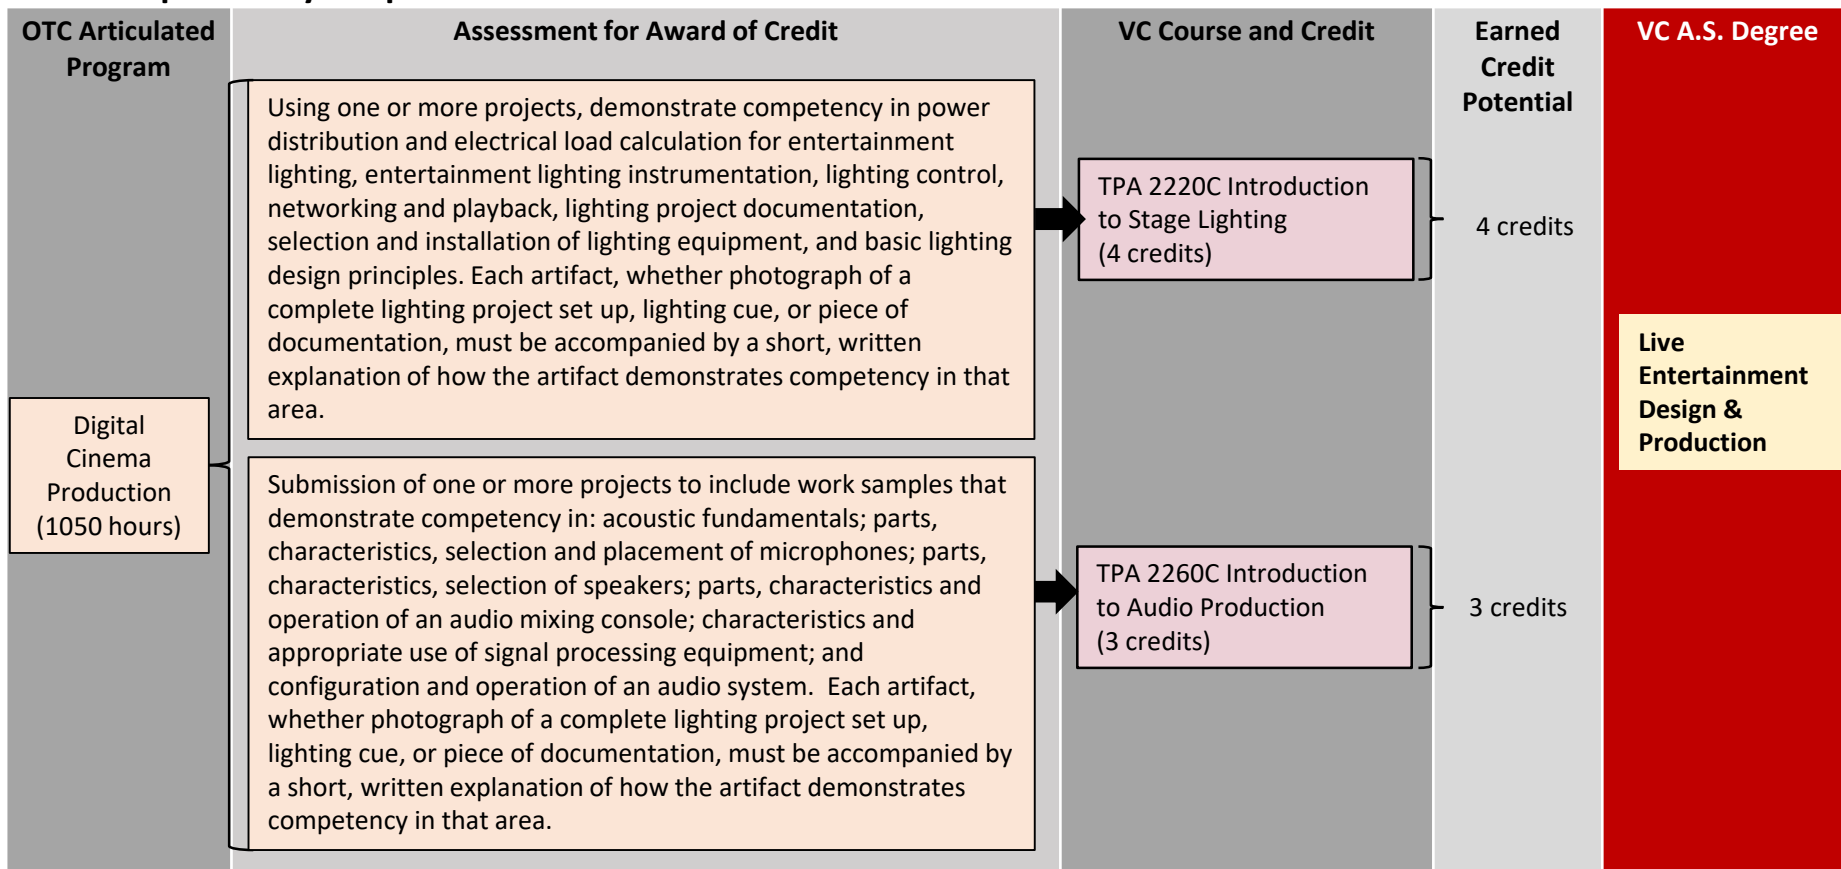 OTC Articulated
Program
Assessment for Award of Credit
VC Course and Credit
Earned
Credit
Potential
VC A.S. Degree
Digital
Cinema
Production
(1050 hours)
Using one or more projects, demonstrate competency in power
distribution and electrical load calculation for entertainment
lighting, entertainment lighting instrumentation, lighting control,
networking and playback, lighting project documentation,
selection and installation of lighting equipment, and basic lighting
design principles. Each artifact, whether photograph of a
complete lighting project set up, lighting cue, or piece of
documentation, must be accompanied by a short, written
explanation of how the artifact demonstrates competency in that
area.
TPA 2220C Introduction
to Stage Lighting
(4 credits)
4 credits
Submission of one or more projects to include work samples that
demonstrate competency in: acoustic fundamentals; parts,
characteristics, selection and placement of microphones; parts,
characteristics, selection of speakers; parts, characteristics and
operation of an audio mixing console; characteristics and
appropriate use of signal processing equipment; and
configuration and operation of an audio system.  Each artifact,
whether photograph of a complete lighting project set up,
lighting cue, or piece of documentation, must be accompanied by
a short, written explanation of how the artifact demonstrates
competency in that area.
TPA 2260C Introduction
to Audio Production
(3 credits)
3 credits
Live
Entertainment
Design &
Production